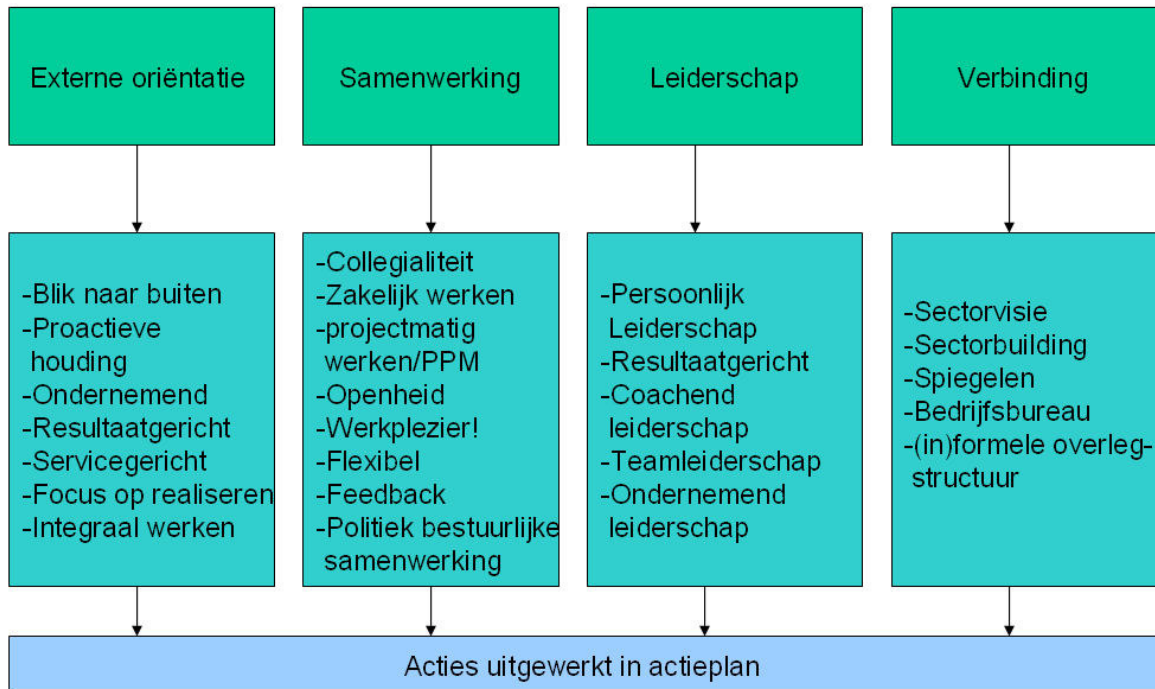 Externe oriëntatie
Samenwerking
Leiderschap
Verbinding
-Blik naar buiten
-Proactieve
houding
-Ondernemend
-Resultaatgericht
-Servicegericht
-Focus op realiseren
-Integraal werken
-Collegialiteit
-Zakelijk werken
-projectmatig
werken/PPM
-Openheid
-Werkplezier!
-Flexibel
-Feedback
-Politiek bestuurlijke
samenwerking
-Persoonlijk
Leiderschap
-Resultaatgericht
-Coachend
leiderschap
-Teamleiderschap
-Ondernemend
leiderschap
-Sectorvisie
-Sectorbuilding
-Spiegelen
-Bedrijfsbureau
-(in)formele overleg-
structuur
Acties uitgewerkt in actieplan